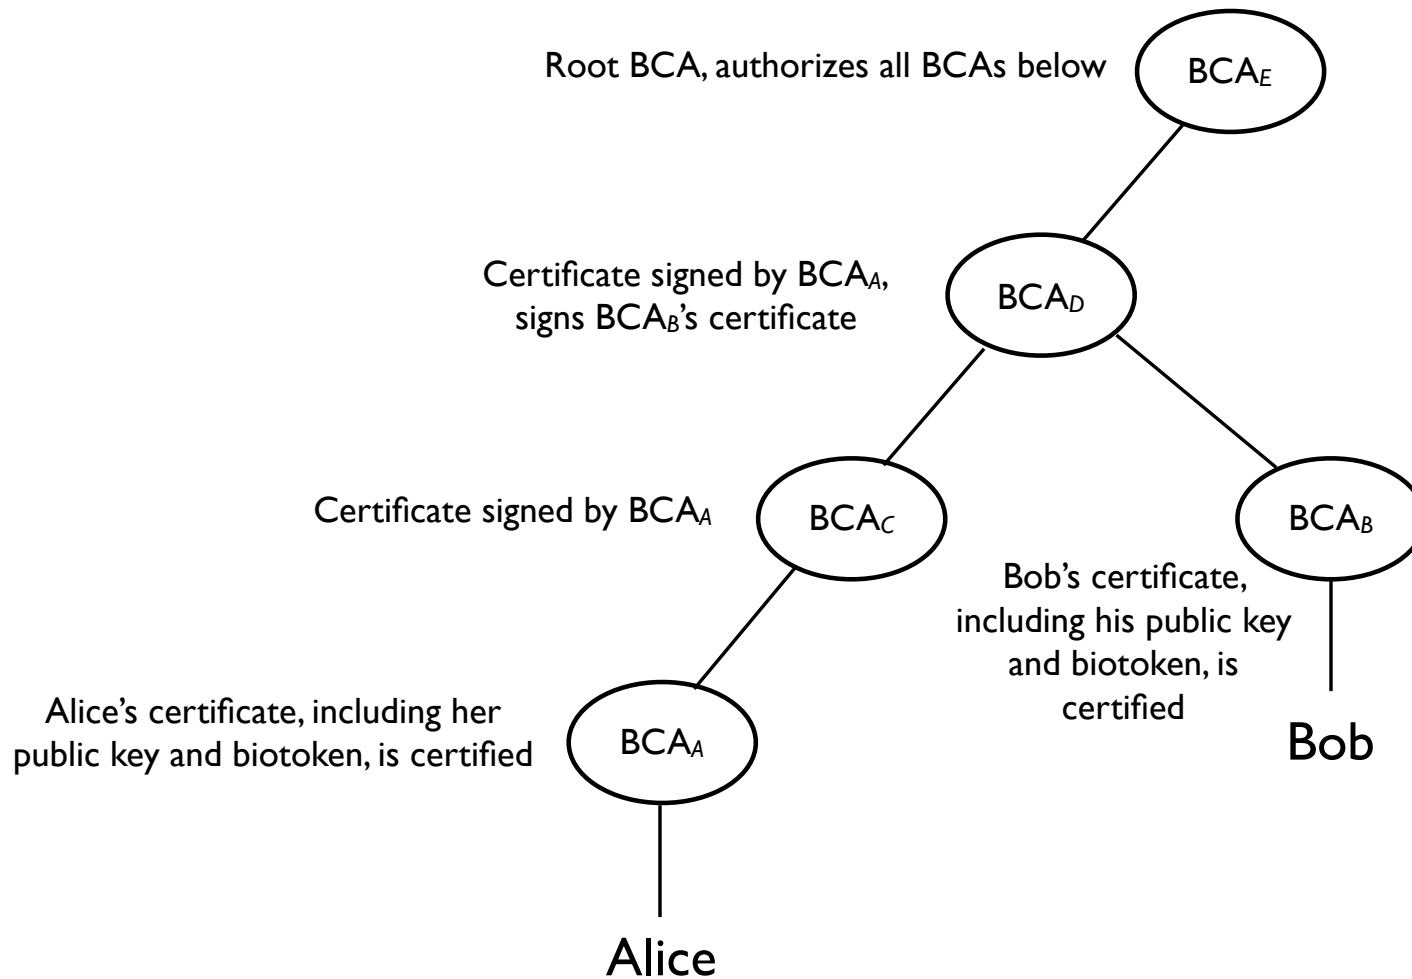 Root BCA, authorizes all BCAs below
BCAE
Certificate signed by BCAA,
signs BCAB’s certificate
BCAD
Certificate signed by BCAA
BCAC
BCAB
Bob’s certificate,
including his public key
and biotoken, is
certified
Bob
Alice’s certificate, including her
public key and biotoken, is certified
BCAA
Alice